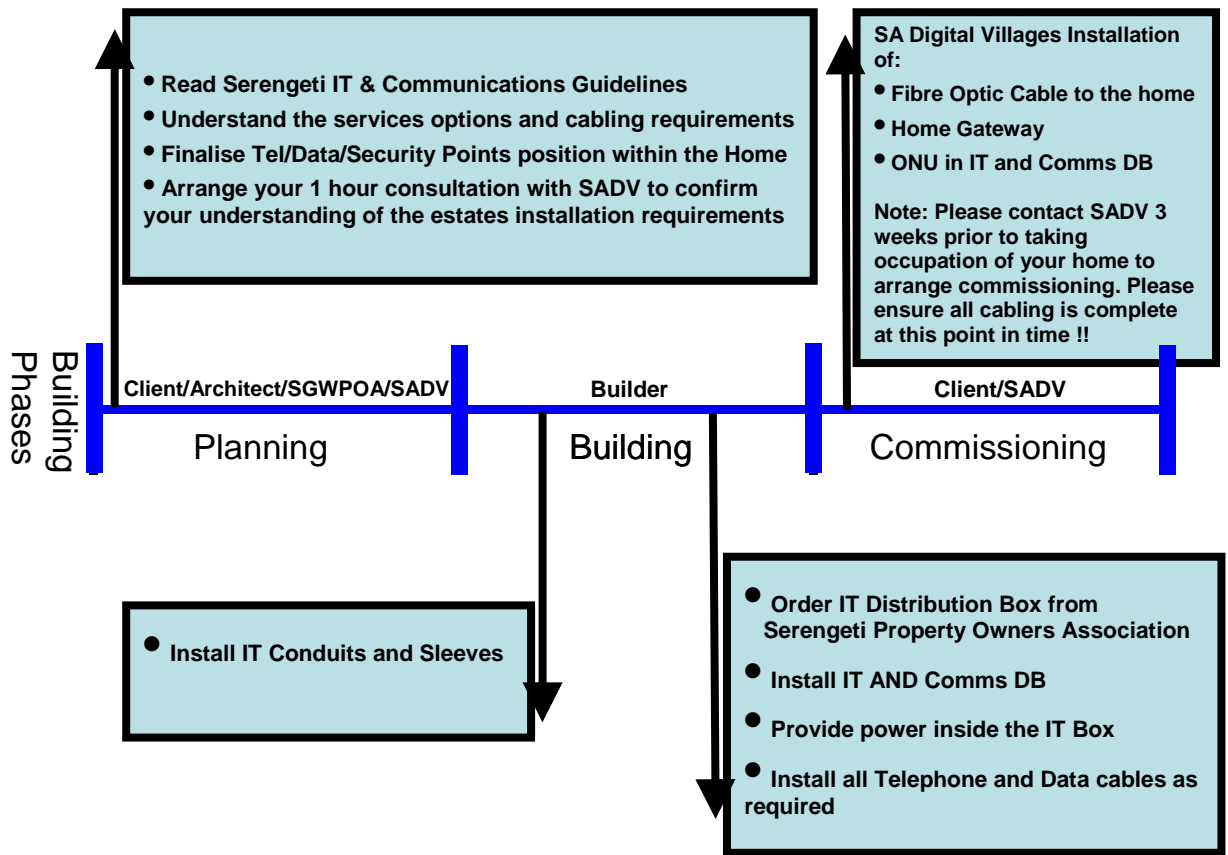 • Read Serengeti IT & Communications Guidelines
• Understand the services options and cabling requirements
• Finalise Tel/Data/Security Points position within the Home
• Arrange your 1 hour consultation with SADV to confirm
your understanding of the estates installation requirements
SA Digital Villages Installation
of:
• Fibre Optic Cable to the home
• Home Gateway
• ONU in IT and Comms DB
Note: Please contact SADV 3
weeks prior to taking
occupation of your home to
arrange commissioning. Please
ensure all cabling is complete
at this point in time !!
Building
Phases
Client/Architect/SGWPOA/SADV
Builder
Client/SADV
Planning
Building
Commissioning
• Install IT Conduits and Sleeves
• Order IT Distribution Box from
Serengeti Property Owners Association
• Install IT AND Comms DB
• Provide power inside the IT Box
• Install all Telephone and Data cables as
required